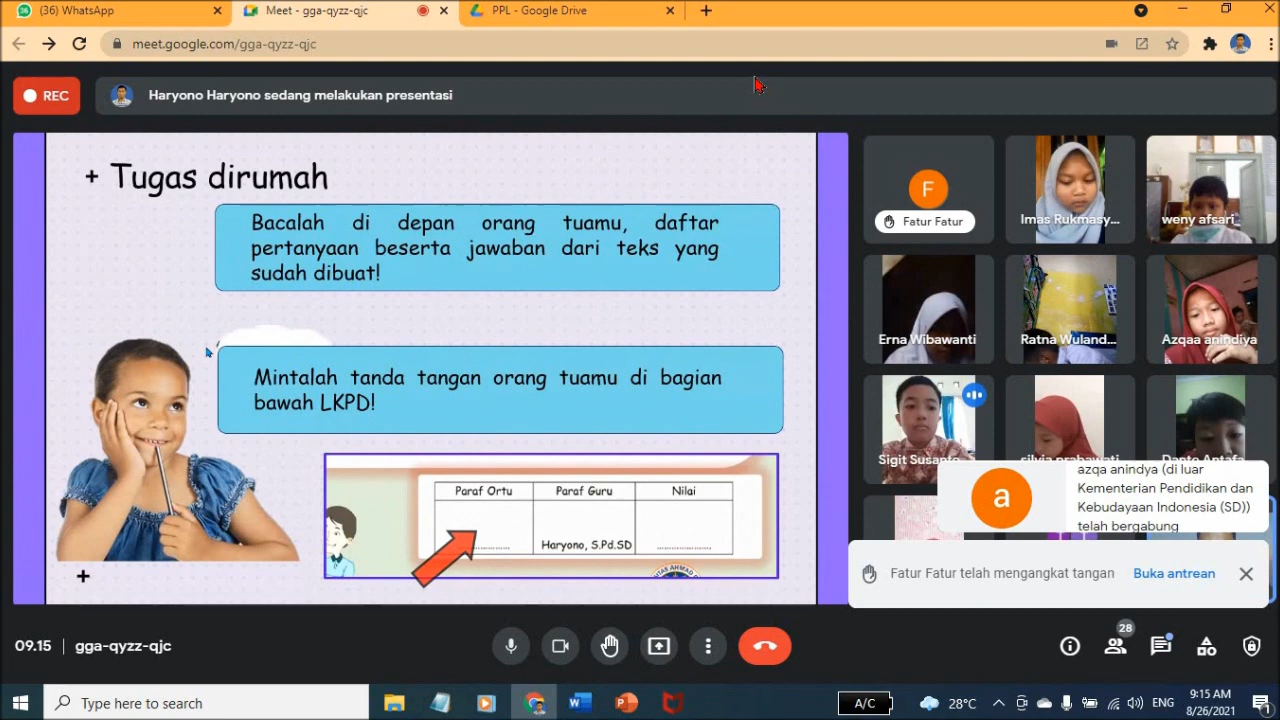 (36) WhatsApp
Meet - gga-qyzz-qjc
PPL - Google Drive
meet.google.com/gga-qyzz-qjc
REC
Haryono Haryono sedang melakukan presentasi
+ Tugas dirumah
Bacalah di depan orang tuamu, daftar
pertanyaan beserta jawaban dari teks yang
sudah dibuat!
Mintalah tanda tangan orang tuamu di bagian
bawah LKPD!
Paraf Ortu Paraf Guru Nilai
Haryono, S.Pd.SD
+
F
Fatur Fatur
Imas Rukmasy...
weny afsari_
Erna Wibawanti
Ratna Wuland...
Azqaa anindiya
Sigit Susanto
silvia prabawati
a
azqa anindya (di luar
Kementerian Pendidikan dan
Kebudayaan Indonesia (SD))
telah bergabung
Fatur Fatur telah mengangkat tangan
Buka antrean
09.15 | gga-qyzz-qjc
28
Type here to search
A/C
28°C
ENG
9:15 AM
8/26/2021
1